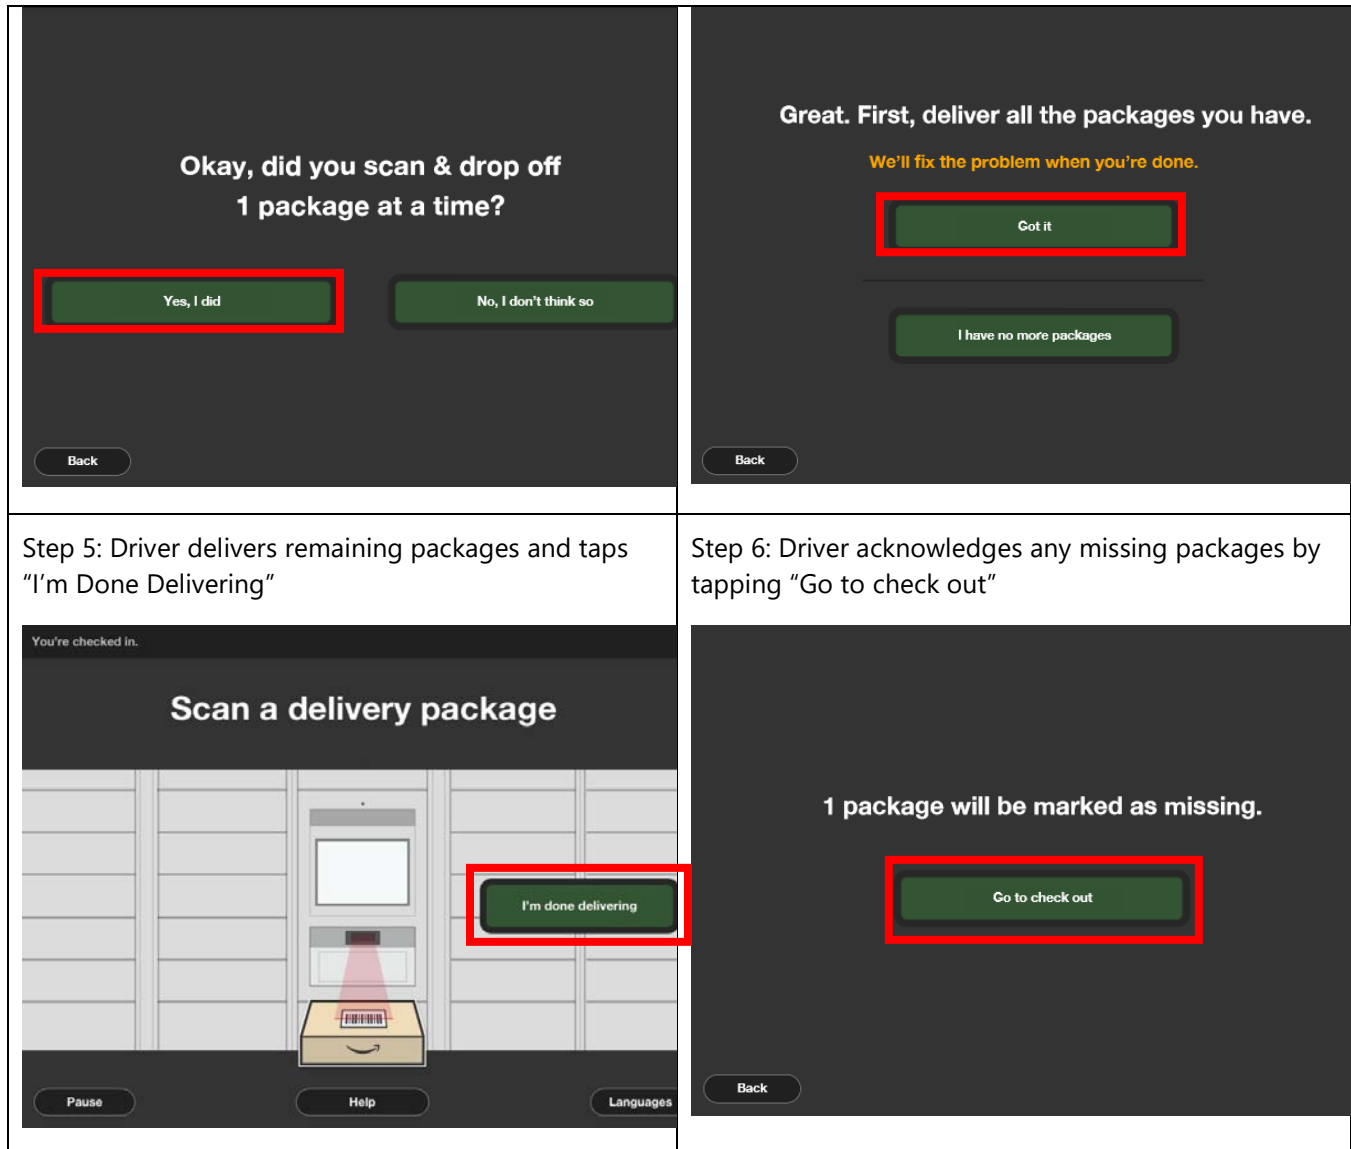 Okay, did you scan & drop off
1 package at a time?
Yes, I did
No, I don't think so
Back
Great. First, deliver all the packages you have.
We'll fix the problem when you're done.
Got it
I have no more packages
Back
Step 5: Driver delivers remaining packages and taps
“I'm Done Delivering”
You're checked in.
Scan a delivery package
I'm done delivering
Pause
Help
Languages
Step 6: Driver acknowledges any missing packages by
tapping “Go to check out”
1 package will be marked as missing.
Go to check out
Back